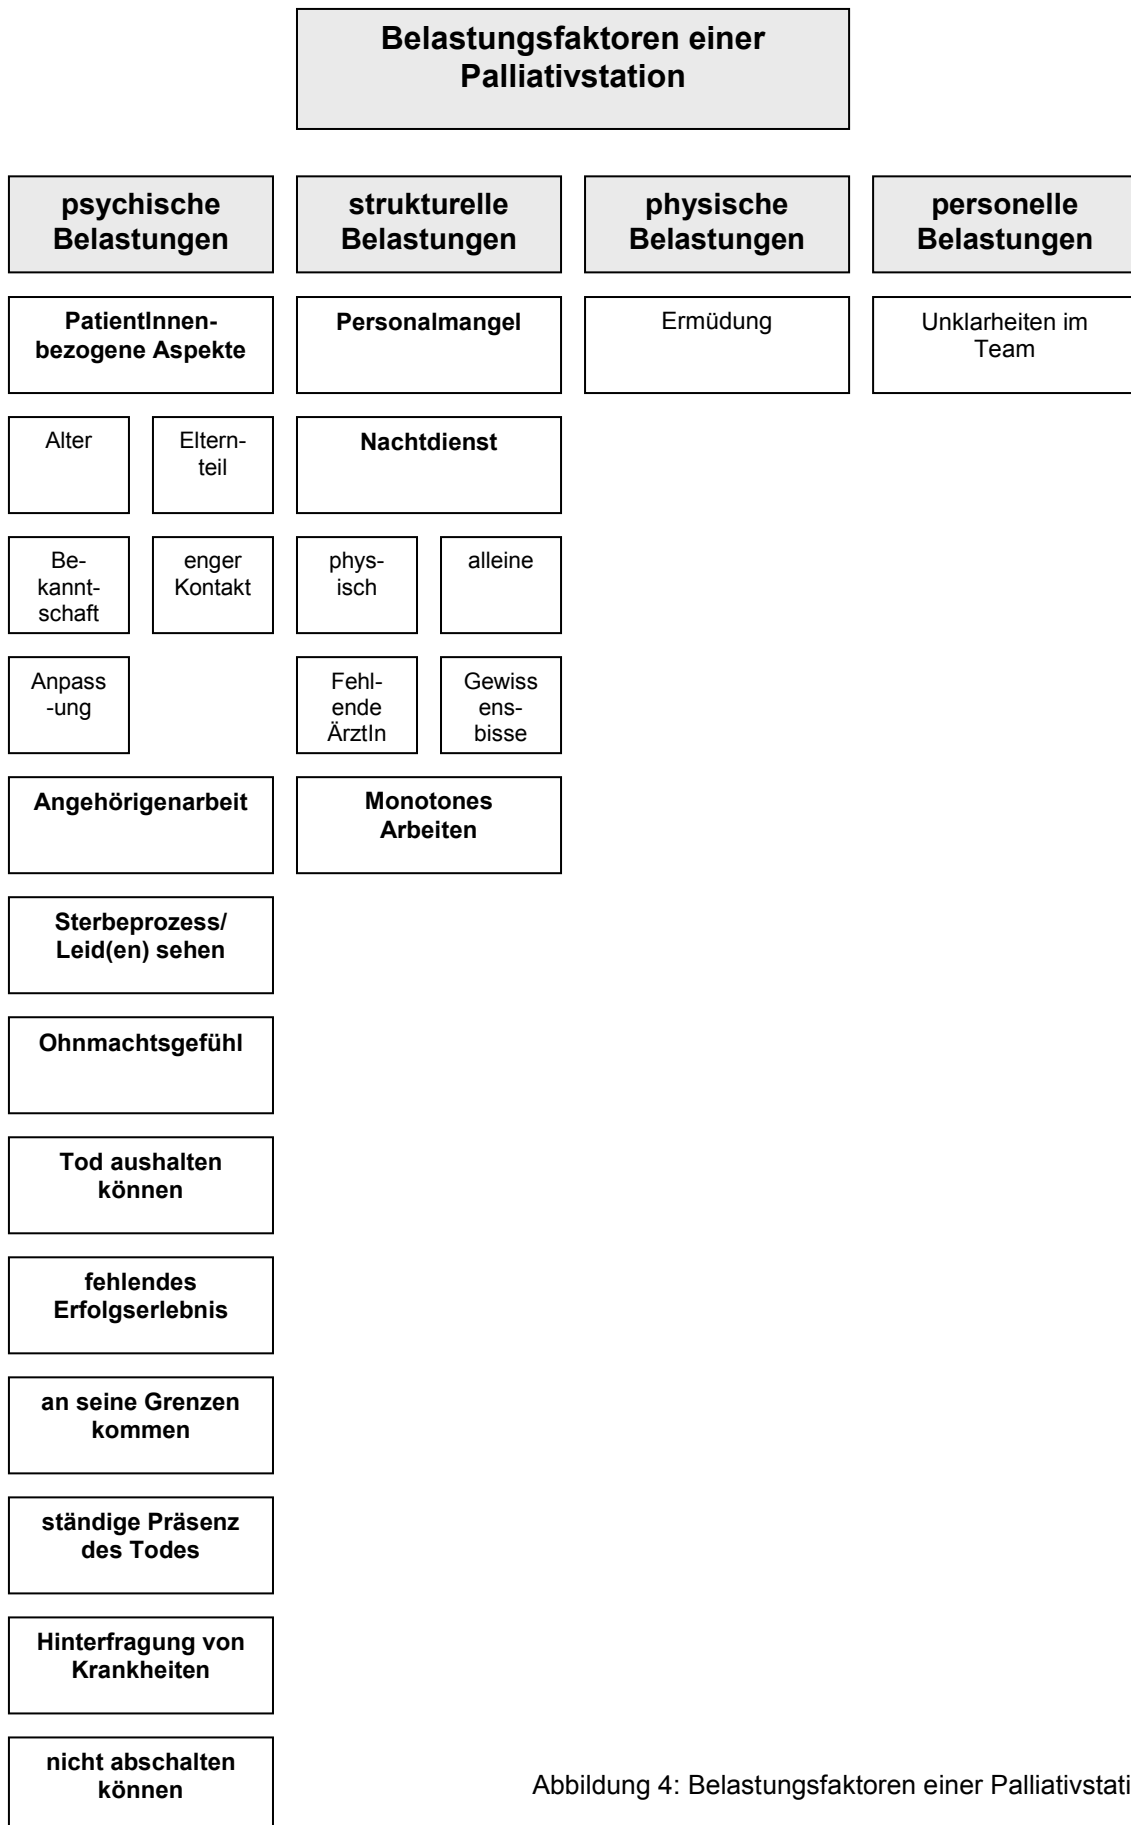 Belastungsfaktoren einer
Palliativstation
psychische
Belastungen
strukturelle
Belastungen
physische
Belastungen
personelle
Belastungen
PatientInnen-
bezogene Aspekte
Personalmangel
Ermüdung
Unklarheiten im
Team
Alter
Eltern-
teil
Nachtdienst
Be-
kannt-
schaft
enger
Kontakt
phys-
isch
alleine
Anpass
-ung
Fehl-
ende
ÄrztIn
Gewiss
ens-
bisse
Angehörigenarbeit
Monotones
Arbeiten
Sterbeprozess/
Leid(en) sehen
Ohnmachtsgefühl
Tod aushalten
können
fehlendes
Erfolgserlebnis
an seine Grenzen
kommen
ständige Präsenz
des Todes
Hinterfragung von
Krankheiten
nicht abschalten
können
Abbildung 4: Belastungsfaktoren einer Palliativstati